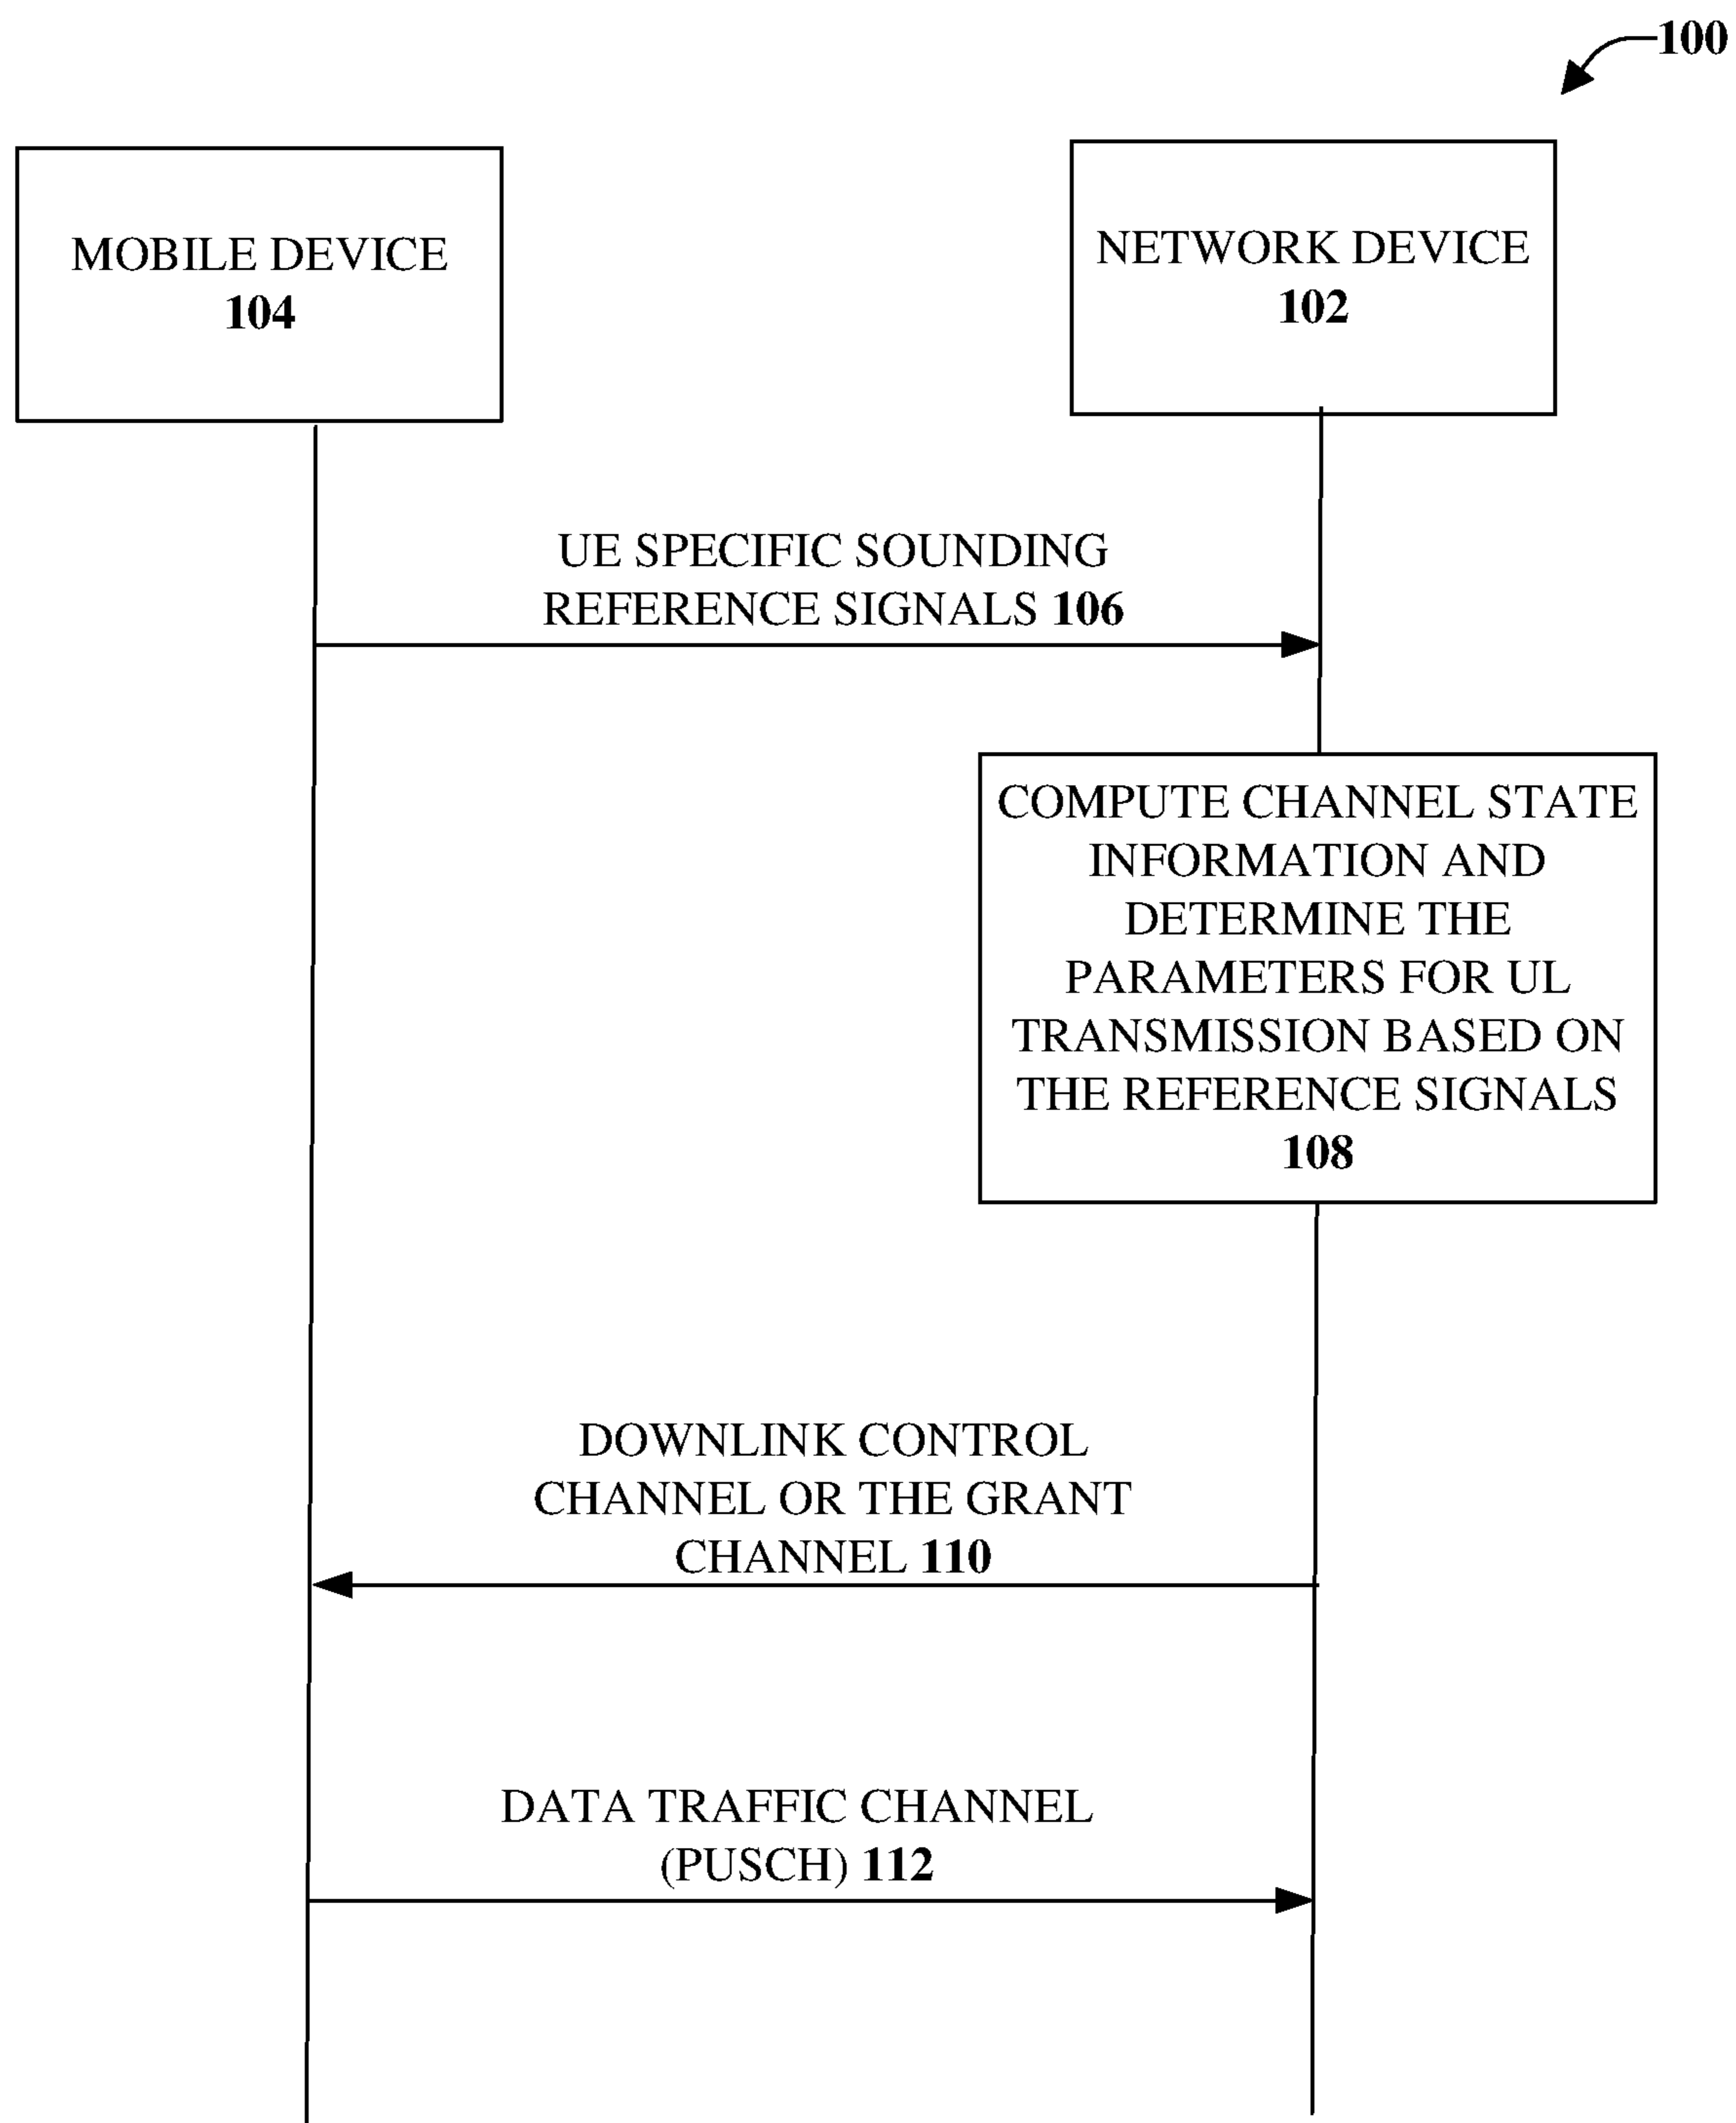 100
MOBILE DEVICE
104
NETWORK DEVICE
102
UE SPECIFIC SOUNDING
REFERENCE SIGNALS 106
COMPUTE CHANNEL STATE
INFORMATION AND
DETERMINE THE
PARAMETERS FOR UL
TRANSMISSION BASED ON
THE REFERENCE SIGNALS
108
DOWNLINK CONTROL
CHANNEL OR THE GRANT
CHANNEL 110
DATA TRAFFIC CHANNEL
(PUSCH) 112